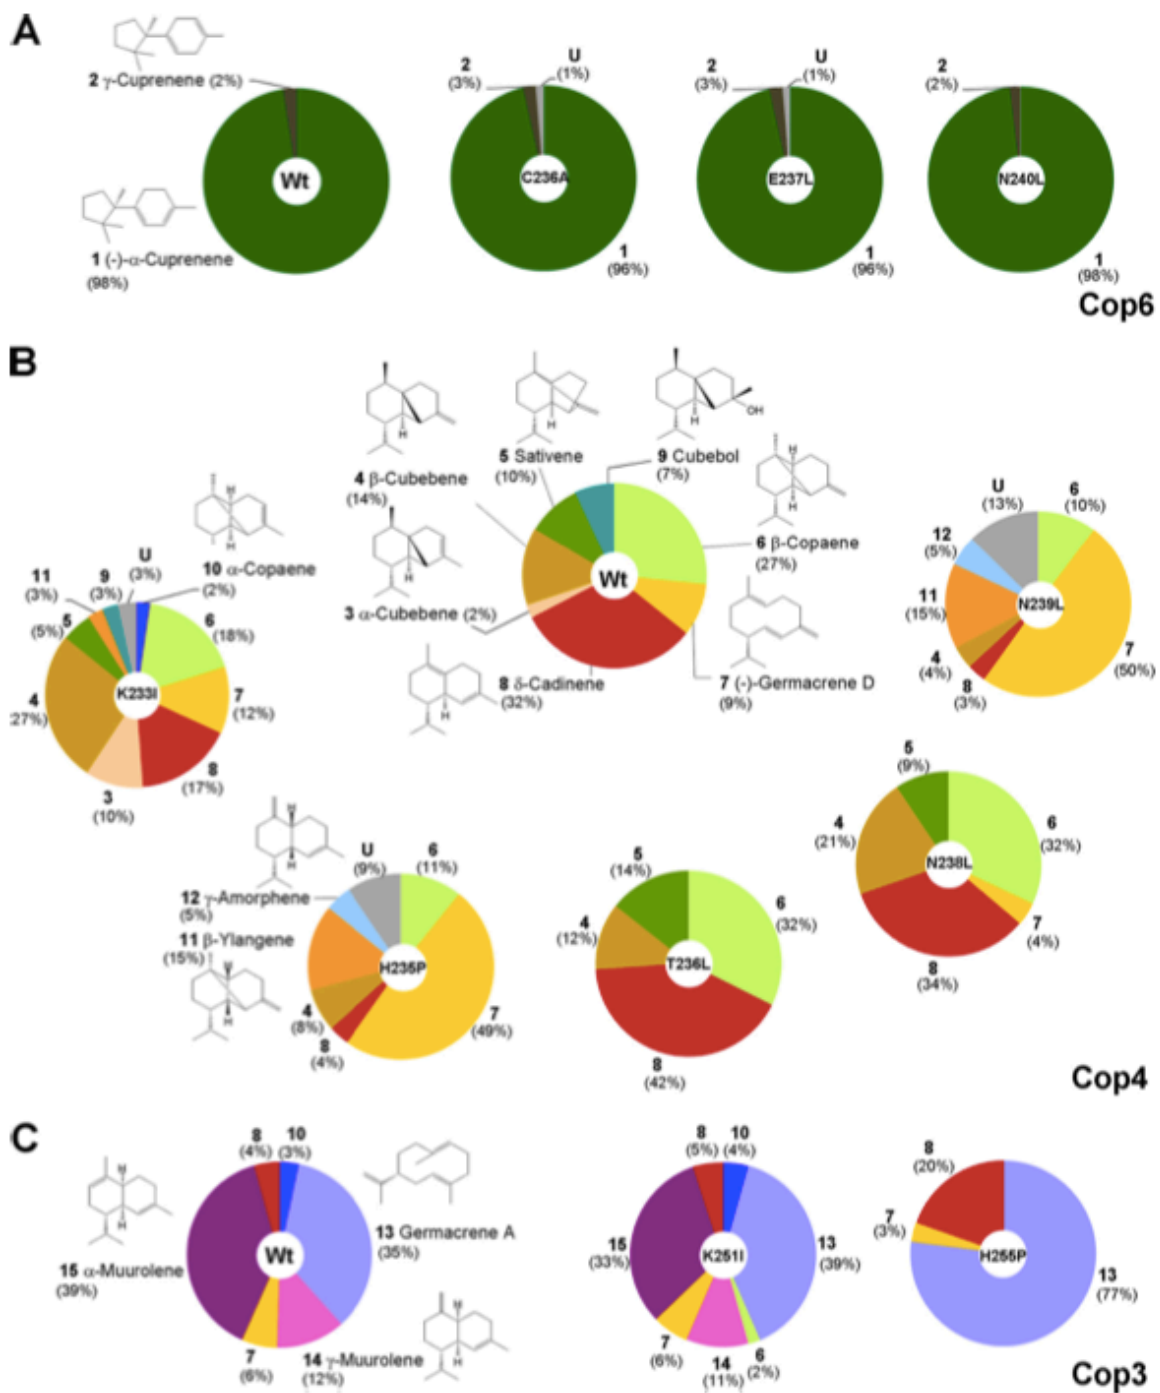 A
2 γ-Cuprenene (2%)
Wt
1 (-)-α-Cuprenene
(98%)
2
(3%)
U
(1%)
C236A
1
(96%)
2
(3%)
U
(1%)
E237L
1
(96%)
2
(2%)
N240L
1
(98%)
Cop6
B
H
4 β-Cubebene
(14%)
H
5 Sativene
(10%)
H
OH
9 Cubebol
(7%)
H
6 β-Copaene
(27%)
H
3 α-Cubebene (2%)
Wt
7 (-)-Germacrene D
(9%)
H
8 δ-Cadinene
(32%)
H
H
10 α-Copaene
(2%)
U
(3%)
9
(3%)
11
(3%)
5
(5%)
6
(18%)
K233I
4
27%)
7
(12%)
8
(17%)
3
(10%)
U
(13%)
6
(10%)
12
(5%)
11
(15%)
N239L
4
(4%)
8
(3%)
7
(50%)
5
(9%)
4
(21%)
6
(32%)
N238L
7
(4%)
8
(34%)
H
H
U
(9%)
6
(11%)
12 γ-Amorphene
(5%)
11 β-Ylangene
(15%)
H
H
H235P
4
(8%)
8
(4%)
7
(49%)
5
(14%)
4
(12%)
6
(32%)
T236L
8
(42%)
Cop4
C
H
H
15 α-Muurolene
(39%)
8
(4%)
10
(3%)
Wt
13 Germacrene A
(35%)
7
(6%)
14 γ-Muurolene
(12%)
H
H
8
(5%)
10
(4%)
15
(33%)
K251I
13
(39%)
7
(6%)
14
(11%)
6
(2%)
8
(20%)
7
(3%)
H255P
13
(77%)
Cop3